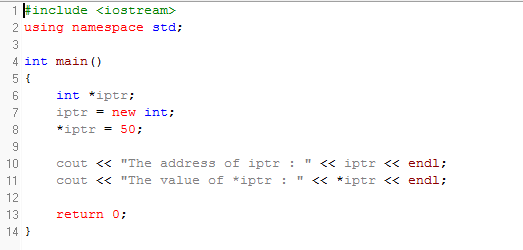 1 #include <iostream>
2 using namespace std;
3
4 int main()
5 {
6     int *iptr;
7     iptr = new int;
8     *iptr = 50;
9
10     cout << "The address of iptr : " << iptr << endl;
11     cout << "The value of *iptr : " << *iptr << endl;
12
13     return 0;
14 }